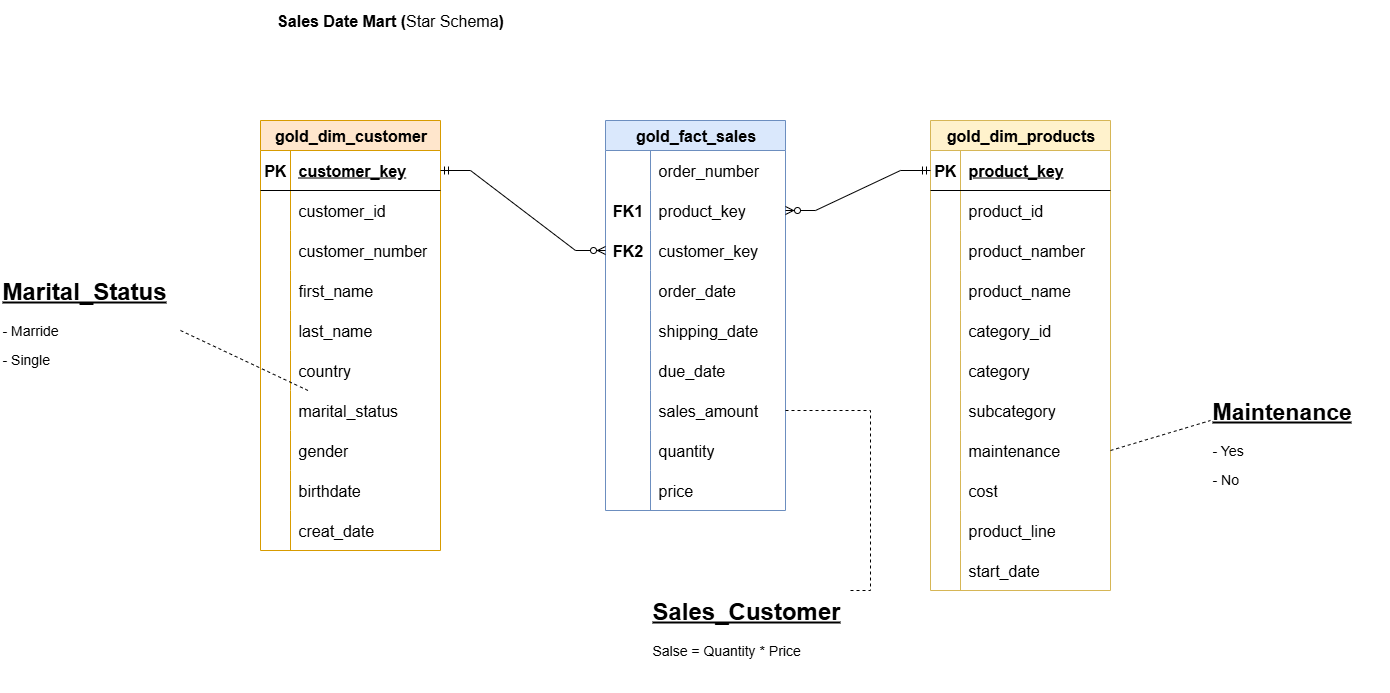 Sales Date Mart (Star Schema)
gold_dim_customer
PK customer_key
customer_id
customer_number
first_name
last_name
country
marital_status
gender
birthdate
creat_date
Marital_Status
- Marride
- Single
gold_fact_sales
order_number
FK1 product_key
FK2 customer_key
order_date
shipping_date
due_date
sales_amount
quantity
price
Sales_Customer
Salse = Quantity * Price
gold_dim_products
PK product_key
product_id
product_namber
product_name
category_id
category
subcategory
maintenance
cost
product_line
start_date
Maintenance
- Yes
- No